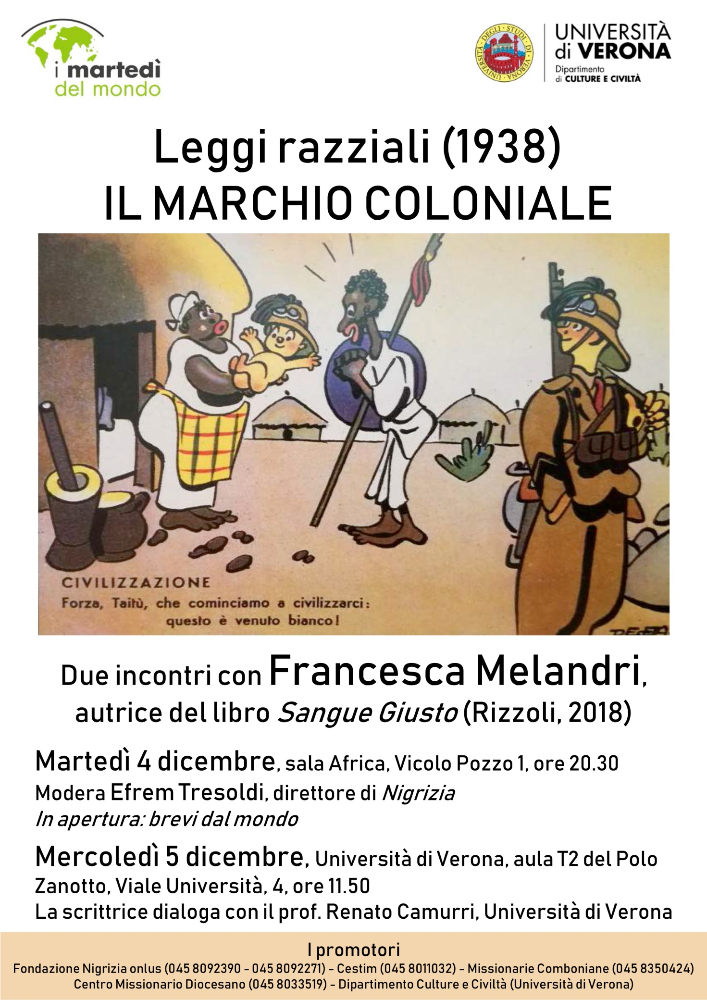 i martedì
del mondo
UNIVERSITÀ DEGLI STUDI DI VERONA
UNIVERSITÀ
di VERONA
Dipartimento
di CULTURE E CIVILTÀ
Leggi razziali (1938)
IL MARCHIO COLONIALE
CIVILIZZAZIONE
Forza, Taitù, che cominciamo a civilizzarci:
questo è venuto bianco!
Due incontri con Francesca Melandri,
autrice del libro Sangue Giusto (Rizzoli, 2018)
Martedì 4 dicembre, sala Africa, Vicolo Pozzo 1, ore 20.30
Modera Efrem Tresoldi, direttore di Nigrizia
In apertura: brevi dal mondo
Mercoledì 5 dicembre, Università di Verona, aula T2 del Polo
Zanotto, Viale Università, 4, ore 11.50
La scrittrice dialoga con il prof. Renato Camurri, Università di Verona
I promotori
Fondazione Nigrizia onlus (045 8092390 - 045 8092271) - Cestim (045 8011032) - Missionarie Comboniane (045 8350424)
Centro Missionario Diocesano (045 8033519) - Dipartimento Culture e Civiltà (Università di Verona)